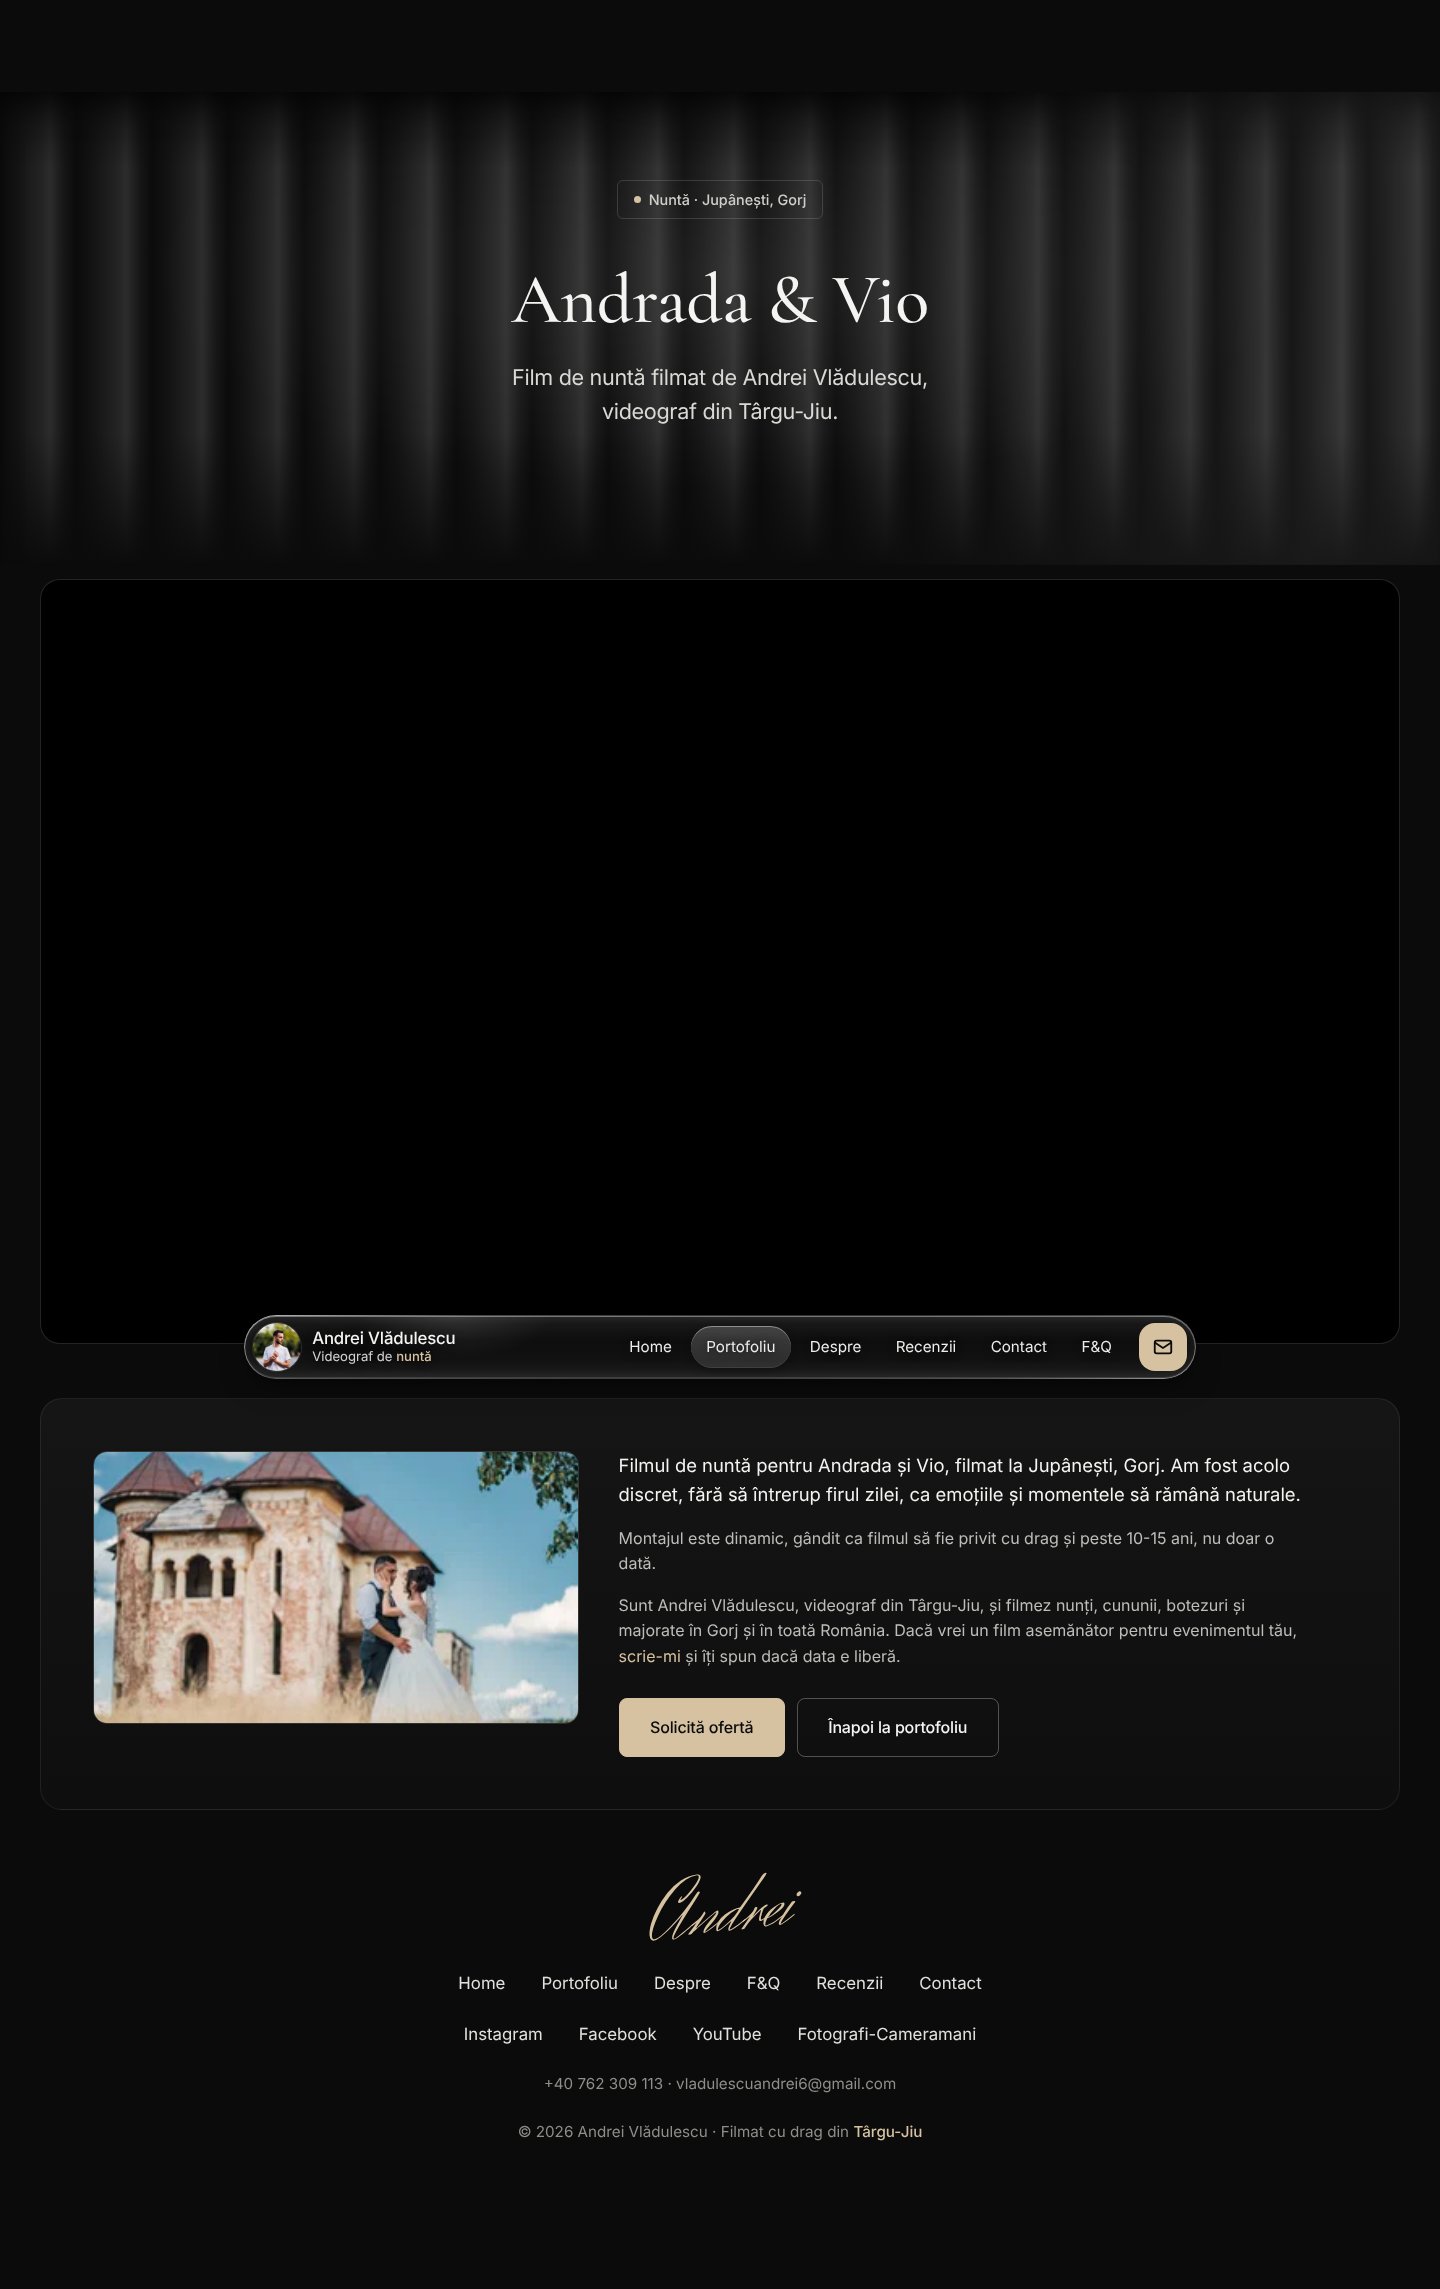 Nuntă · Jupânești, Gorj
Andrada & Vio
Film de nuntă filmat de Andrei Vlădulescu,
videograf din Târgu-Jiu.
Andrei Vlădulescu
Videograf de nuntă
Home Portofoliu Despre Recenzii Contact F&Q
Filmul de nuntă pentru Andrada și Vio, filmat la Jupânești, Gorj. Am fost acolo
discret, fără să întrerup firul zilei, ca emoțiile și momentele să rămână naturale.
Montajul este dinamic, gândit ca filmul să fie privit cu drag și peste 10-15 ani, nu doar o
dată.
Sunt Andrei Vlădulescu, videograf din Târgu-Jiu, și filmez nunți, cununii, botezuri și
majorate în Gorj și în toată România. Dacă vrei un film asemănător pentru evenimentul tău,
scrie-mi și îți spun dacă data e liberă.
Solicită ofertă Înapoi la portofoliu
Andrei
Home Portofoliu Despre F&Q Recenzii Contact
Instagram Facebook YouTube Fotografi-Cameramani
+40 762 309 113 · vladulescuandrei6@gmail.com
© 2026 Andrei Vlădulescu · Filmat cu drag din Târgu-Jiu